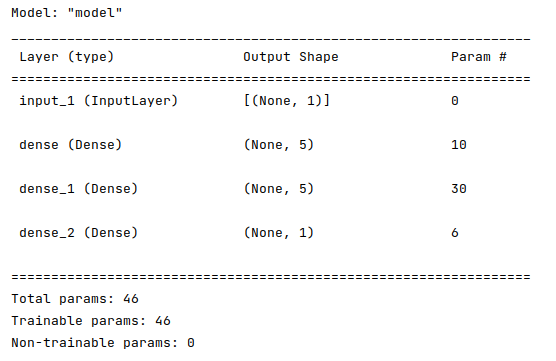 Model: "model"
_________________________________________________________________
Layer (type)                Output Shape              Param #
=================================================================
input_1 (InputLayer)        [(None, 1)]               0
dense (Dense)               (None, 5)                 10
dense_1 (Dense)             (None, 5)                 30
dense_2 (Dense)             (None, 1)                 6
=================================================================
Total params: 46
Trainable params: 46
Non-trainable params: 0